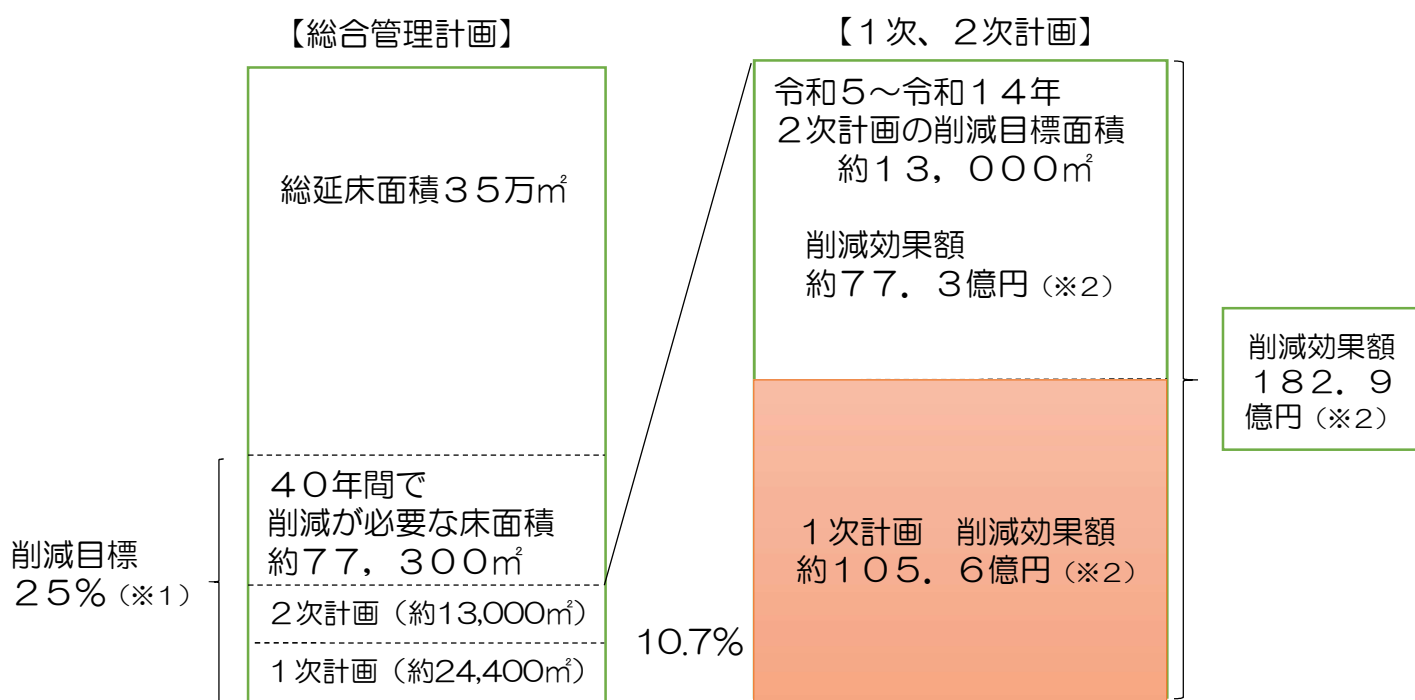 【総合管理計画】
総延床面積３５万㎡
４０年間で
削減が必要な床面積
約７７，３００㎡
２次計画（約13,000㎡）
１次計画（約24,400㎡）
削減目標
２５％（※１）
【１次、２次計画】
令和５～令和１４年
２次計画の削減目標面積
約１３，０００㎡
削減効果額
約７７．３億円（※２）
１次計画　削減効果額
約１０５．６億円（※２）
10.7%
削減効果額
１８２．９
億円（※２）